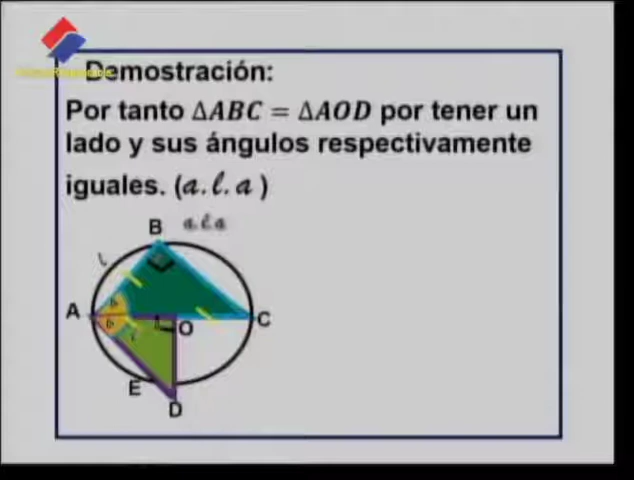 Demostración:
Por tanto ΔABC = ΔAOD por tener un
lado y sus ángulos respectivamente
iguales. (a.l.a)
B a.l.a
l
A
O C
E
D